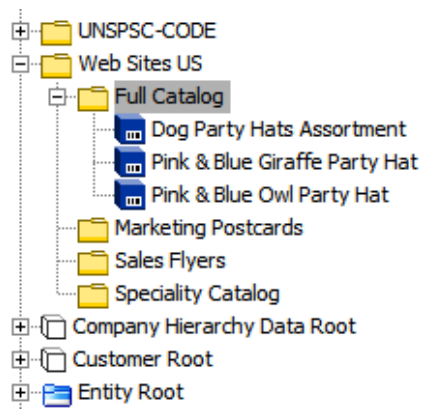 UNSPSC-CODE
Web Sites US
Full Catalog
Dog Party Hats Assortment
Pink & Blue Giraffe Party Hat
Pink & Blue Owl Party Hat
Marketing Postcards
Sales Flyers
Speciality Catalog
Company Hierarchy Data Root
Customer Root
Entity Root